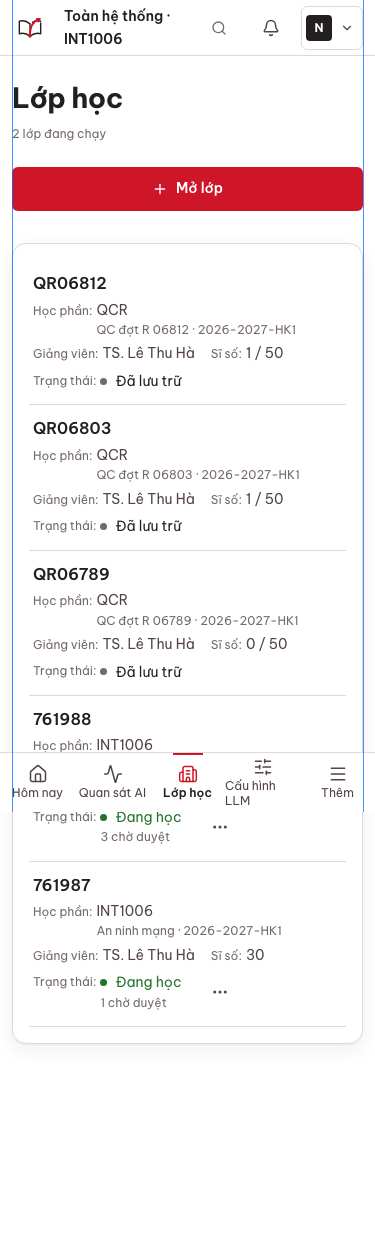 Toàn hệ thống ·
INT1006
N
Lớp học
2 lớp đang chạy
Mở lớp
QR06812
Học phần: QCR
QC đợt R 06812 · 2026-2027-HK1
Giảng viên: TS. Lê Thu Hà Sĩ số: 1 / 50
Trạng thái: Đã lưu trữ
QR06803
Học phần: QCR
QC đợt R 06803 · 2026-2027-HK1
Giảng viên: TS. Lê Thu Hà Sĩ số: 1 / 50
Trạng thái: Đã lưu trữ
QR06789
Học phần: QCR
QC đợt R 06789 · 2026-2027-HK1
Giảng viên: TS. Lê Thu Hà Sĩ số: 0 / 50
Trạng thái: Đã lưu trữ
761988
Học phần: INT1006
Hôm nay
Quan sát AI
Lớp học
Cấu hình
LLM
Thêm
Trạng thái: Đang học
3 chờ duyệt
761987
Học phần: INT1006
An ninh mạng · 2026-2027-HK1
Giảng viên: TS. Lê Thu Hà Sĩ số: 30
Trạng thái: Đang học
1 chờ duyệt